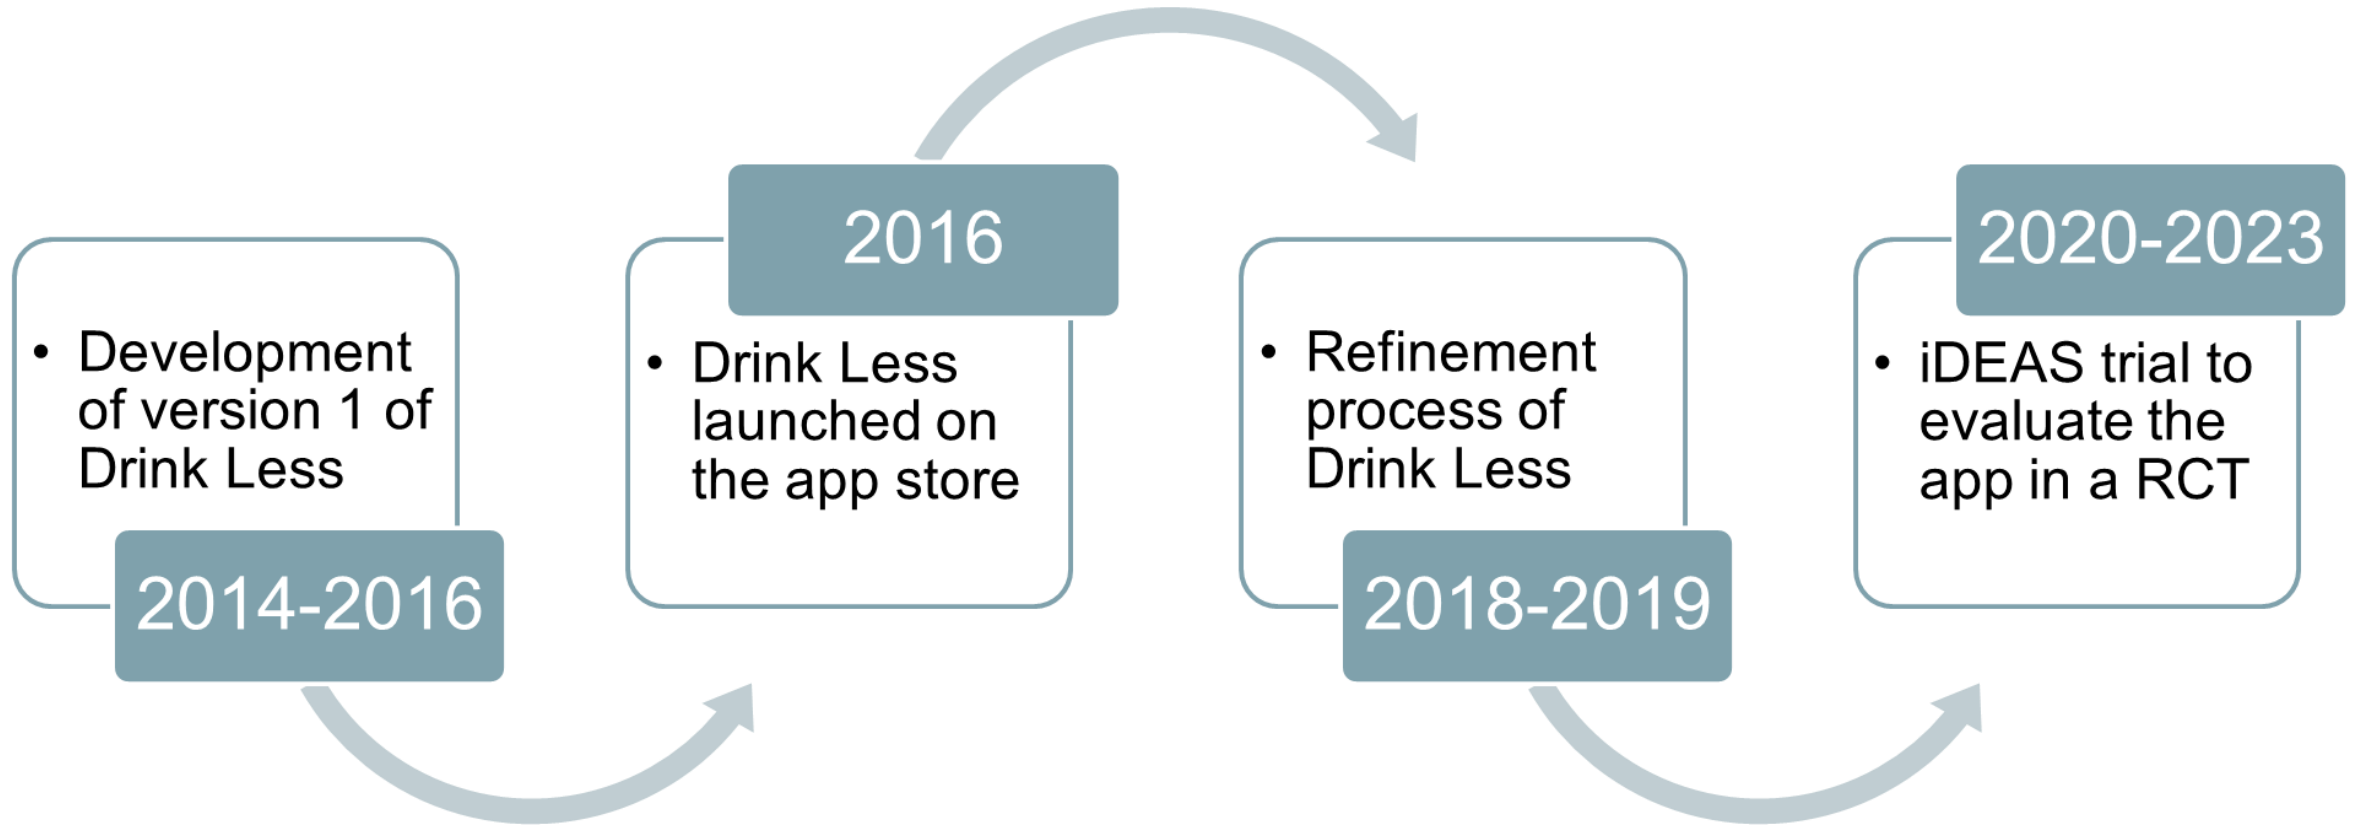 • Development
of version 1 of
Drink Less
2014-2016
2016
• Drink Less
launched on
the app store
• Refinement
process of
Drink Less
2018-2019
2020-2023
• iDEAS trial to
evaluate the
app in a RCT